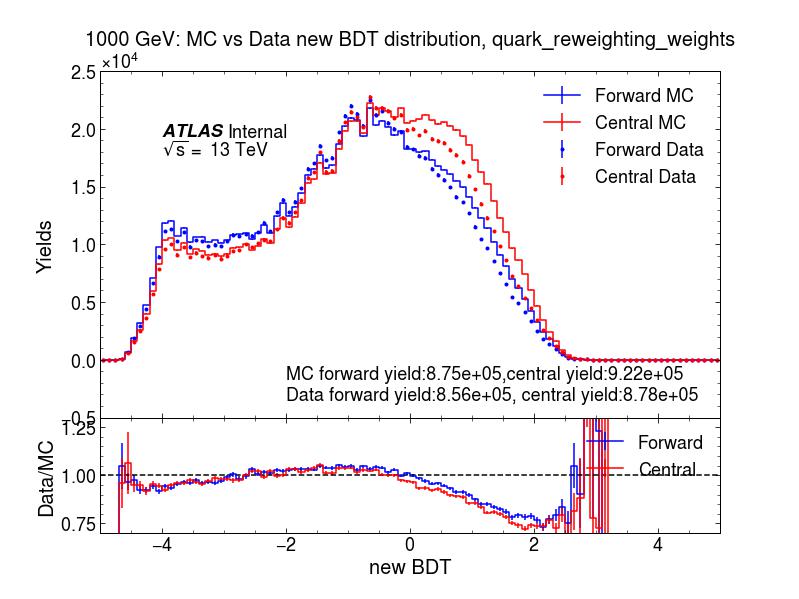 1000 GeV: MC vs Data new BDT distribution, quark_reweighting_weights
×10⁴
2.5
2.0
1.5
1.0
0.5
0.0
0.5
Yields
ATLAS Internal
√s = 13 TeV
Forward MC
Central MC
Forward Data
Central Data
MC forward yield:8.75e+05,central yield:9.22e+05
Data forward yield:8.56e+05, central yield:8.78e+05
1.25
1.00
0.75
Data/MC
Forward
Central
−4 −2 0 2 4
new BDT